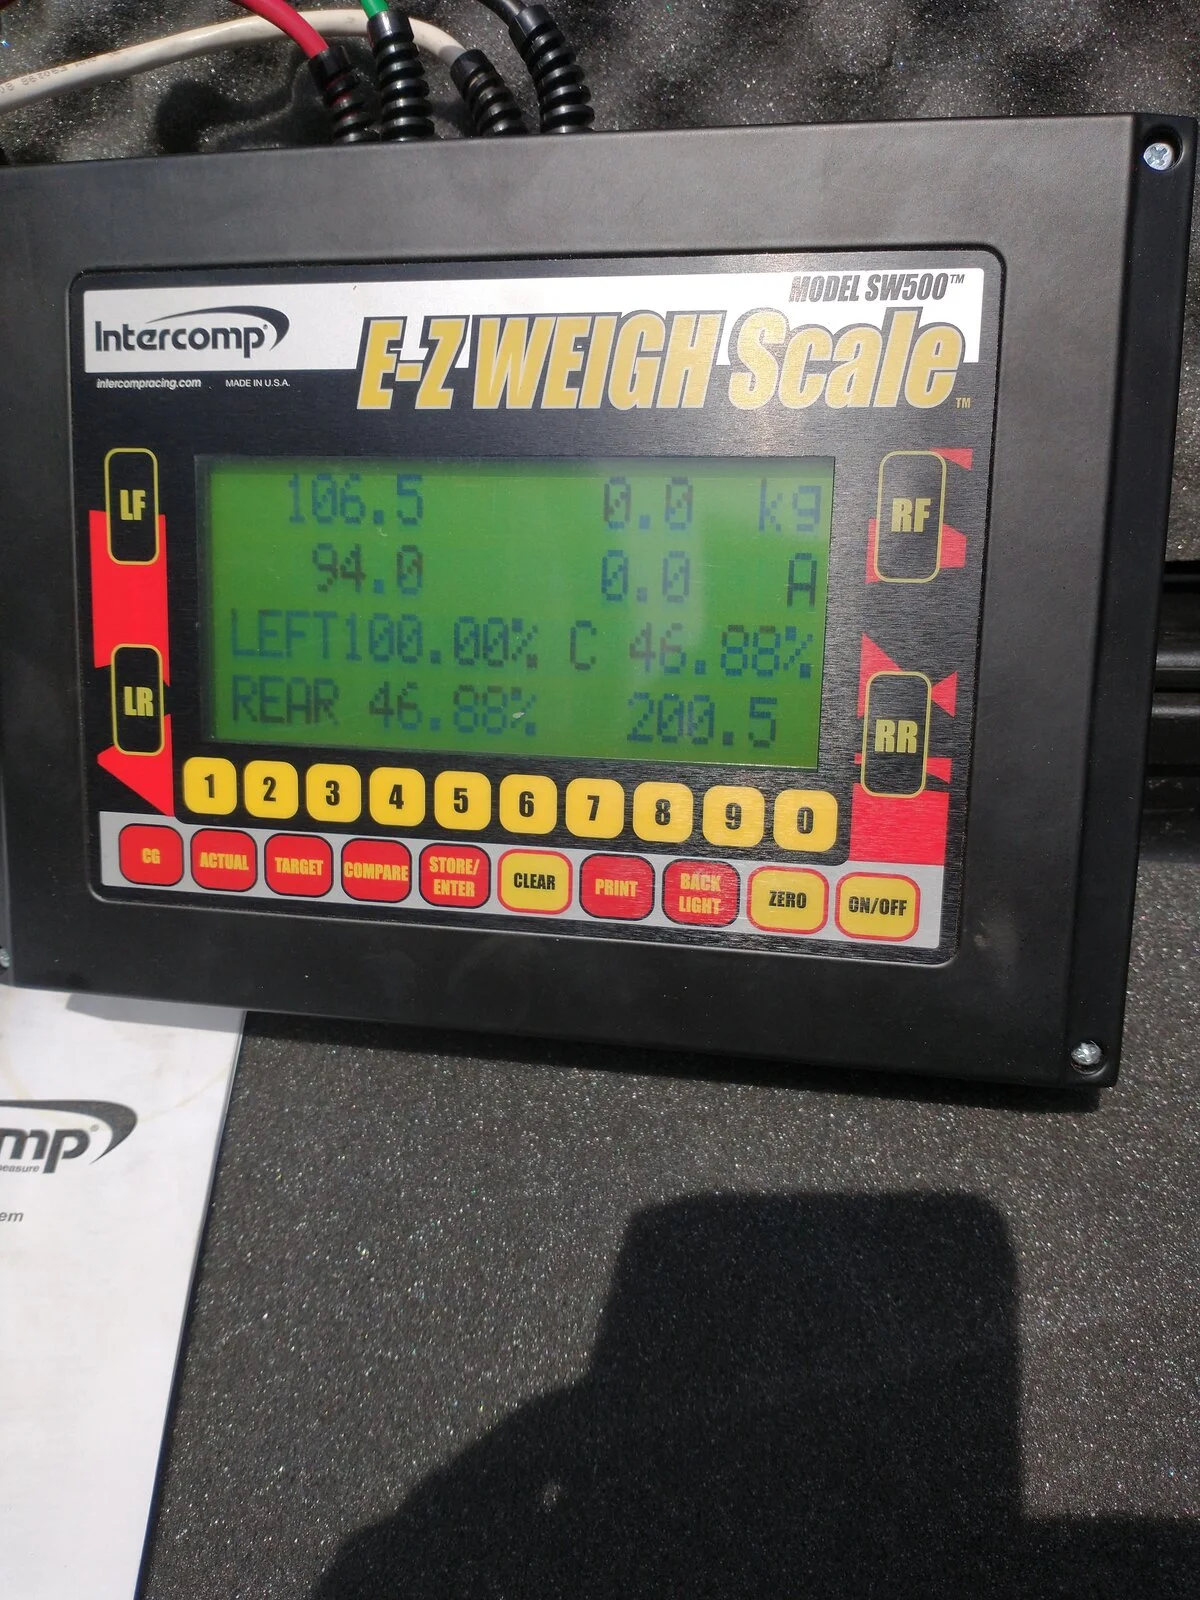 MODEL SW500™
Intercomp®
E-Z WEIGH Scale™
intercompracing.com MADE IN U.S.A.
LF
RF
LR
RR
106.5 0.0 kg
94.0 0.0 A
LEFT100.00% C 46.88%
REAR 46.88% 200.5
1 2 3 4 5 6 7 8 9 0
CG ACTUAL TARGET COMPARE STORE/ENTER CLEAR PRINT BACK LIGHT ZERO ON/OFF
mp®
measure
em